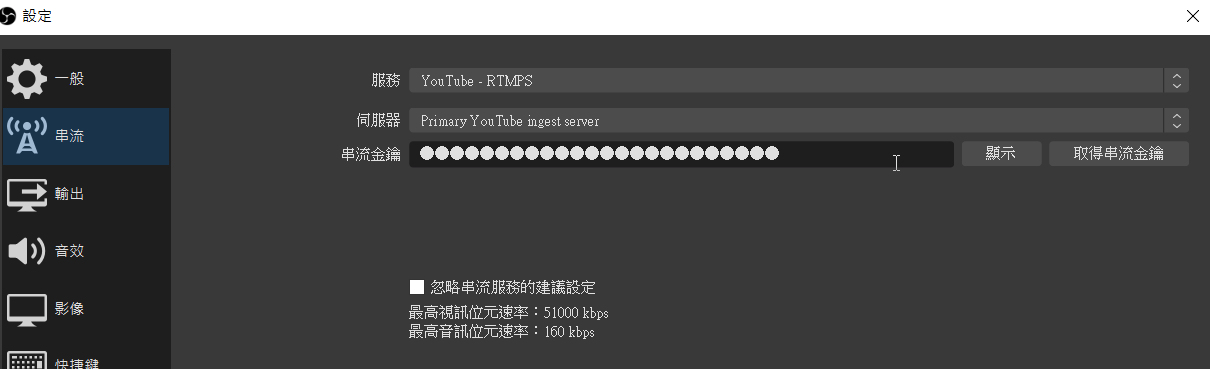 設定
一般
串流
輸出
音效
影像
快捷鍵
服務 YouTube - RTMPS
伺服器 Primary YouTube ingest server
串流金鑰 ●●●●●●●●●●●●●●●●●●●●●●●● 顯示 取得串流金鑰
忽略串流服務的建議設定
最高視訊位元速率：51000 kbps
最高音訊位元速率：160 kbps